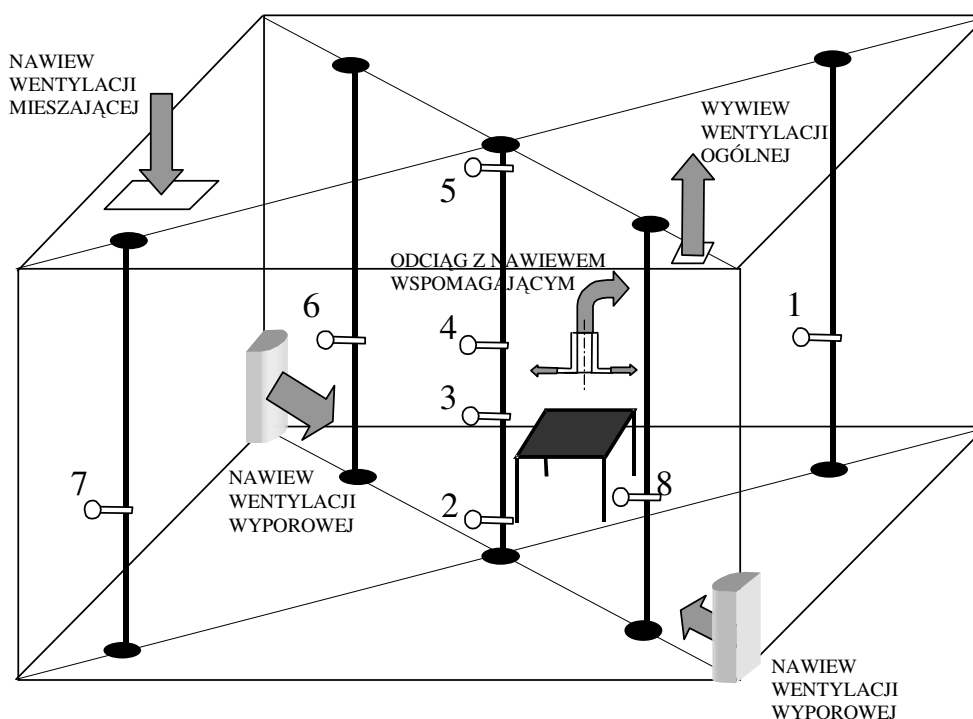 NAWIEW
WENTYLACJI
MIESZAJĄCEJ
WYWIEW
WENTYLACJI
OGÓLNEJ
5
ODCIĄG Z NAWIEWEM
WSPOMAGAJĄCYM
6
4
1
3
NAWIEW
WENTYLACJI
WYPOROWEJ
7
2
8
NAWIEW
WENTYLACJI
WYPOROWEJ